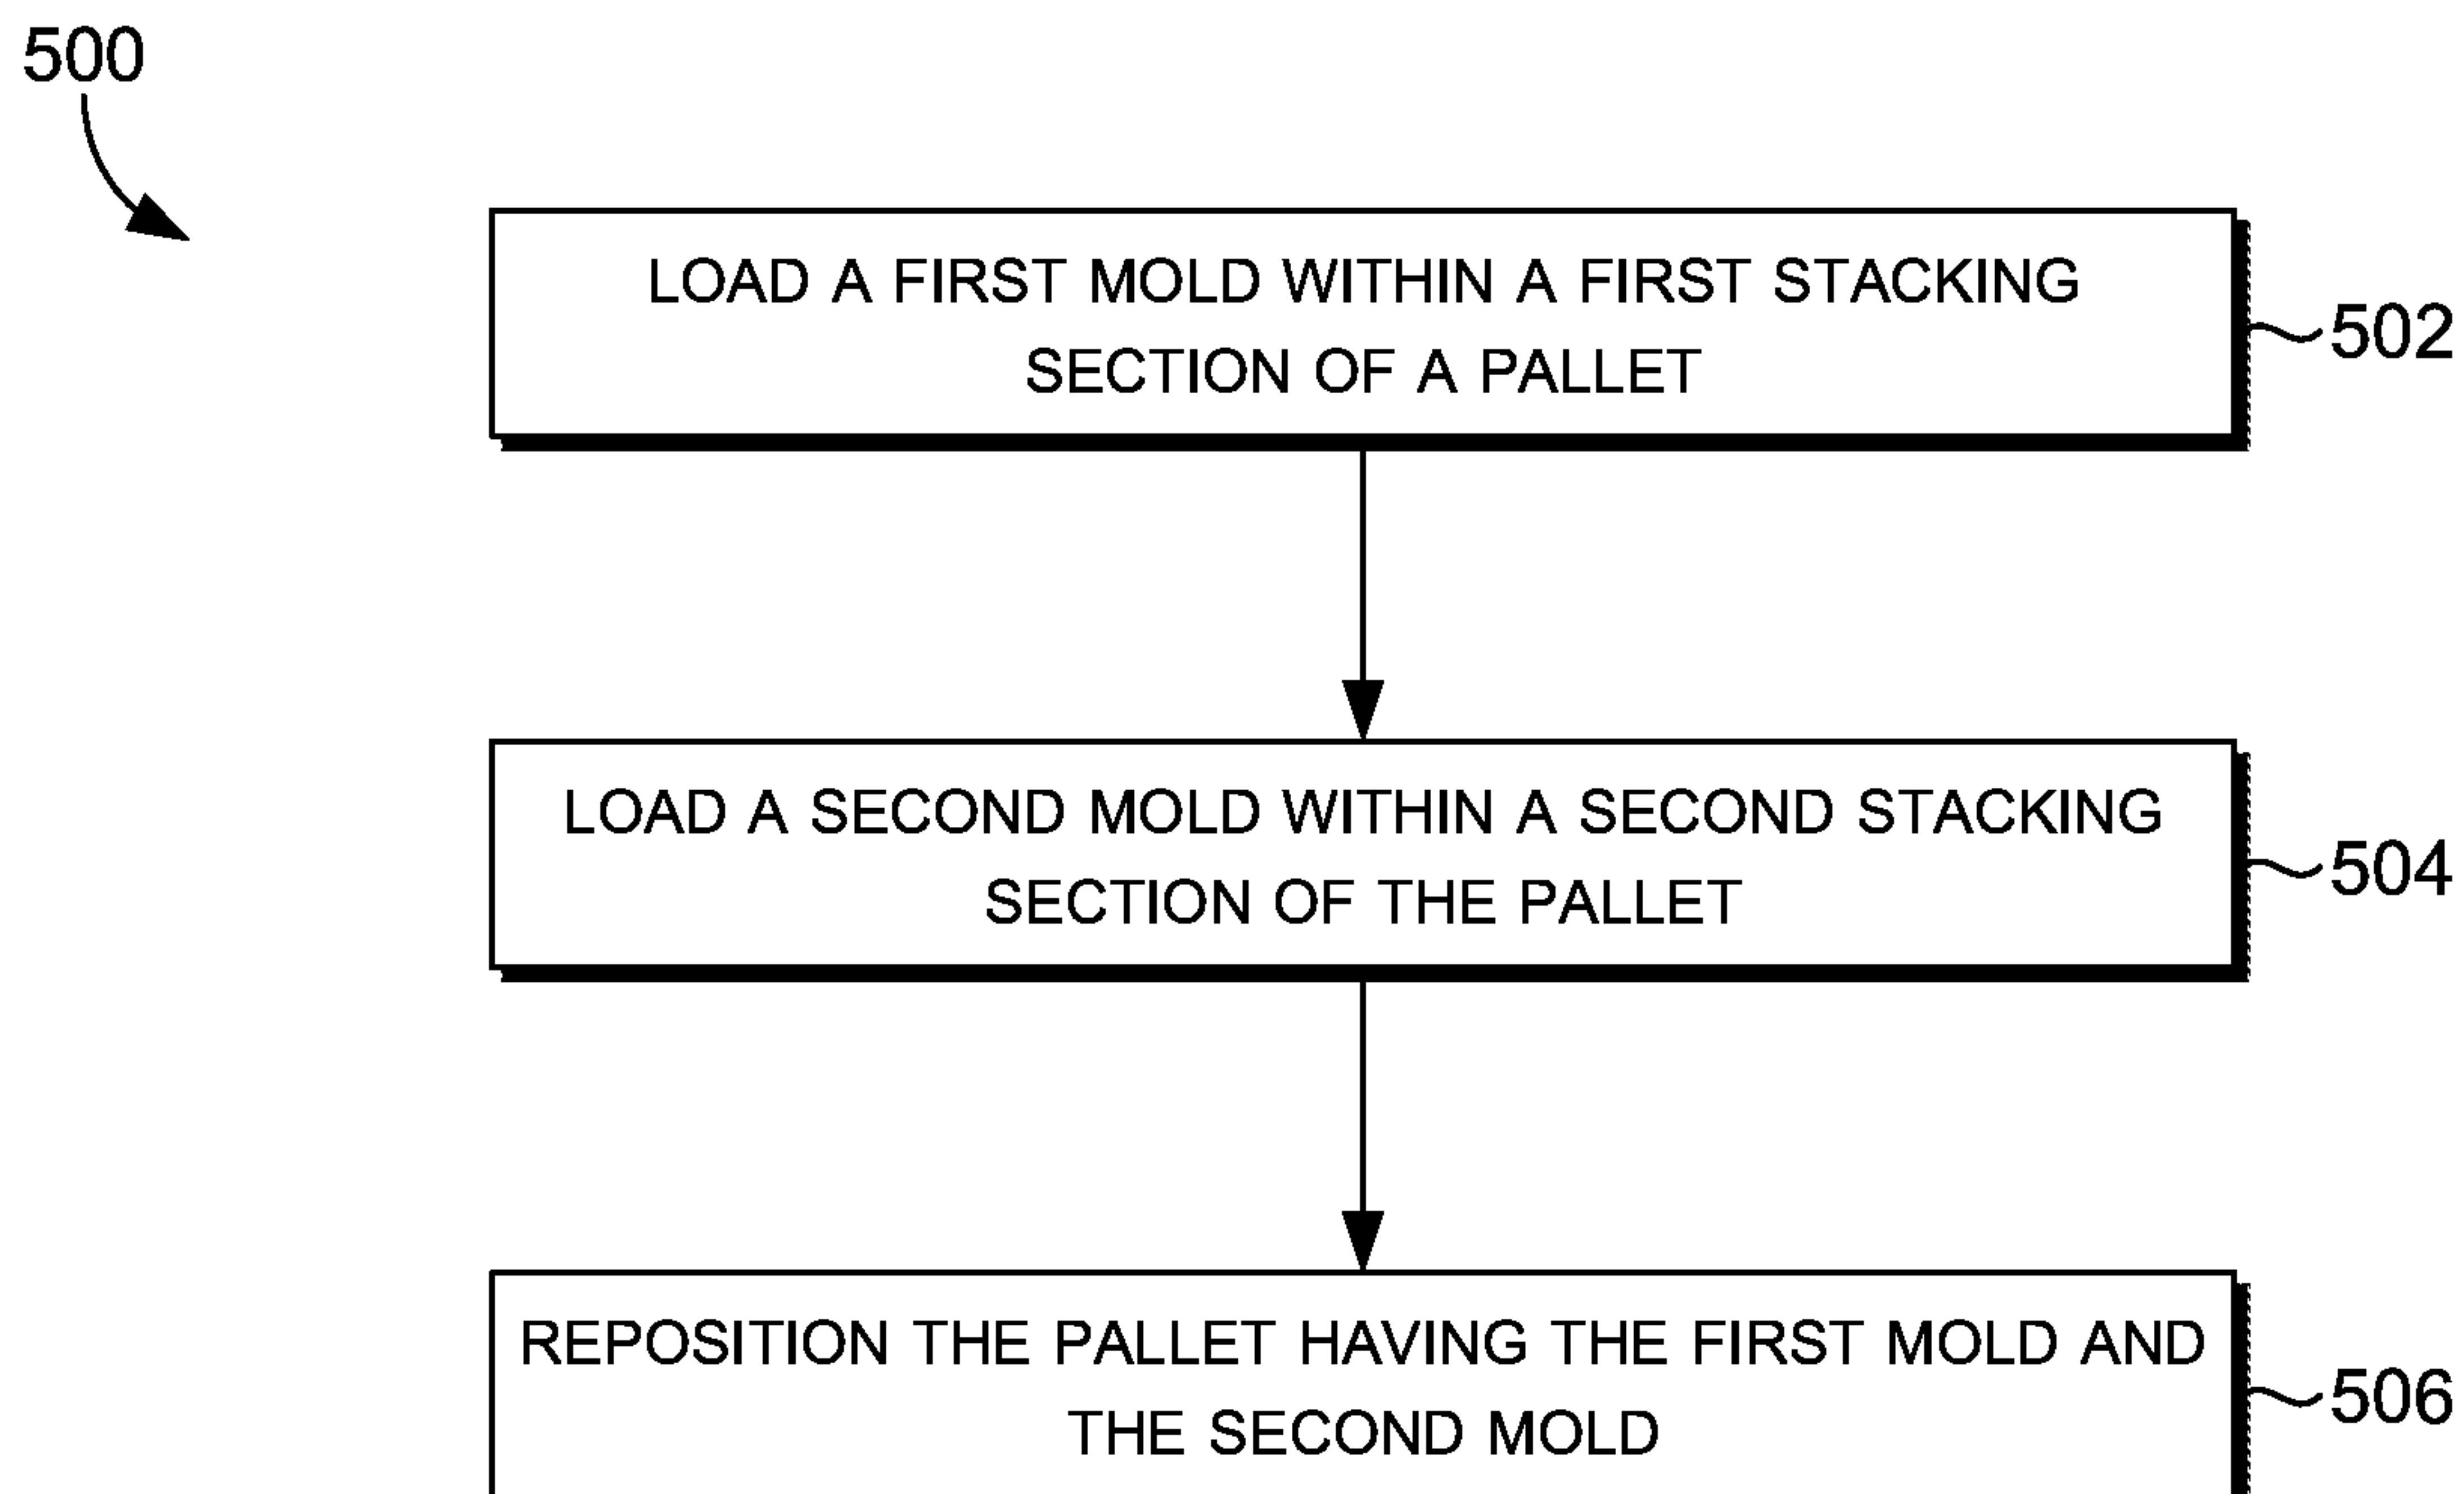 500
LOAD A FIRST MOLD WITHIN A FIRST STACKING
SECTION OF A PALLET
502
LOAD A SECOND MOLD WITHIN A SECOND STACKING
SECTION OF THE PALLET
504
REPOSITION THE PALLET HAVING THE FIRST MOLD AND
THE SECOND MOLD
506